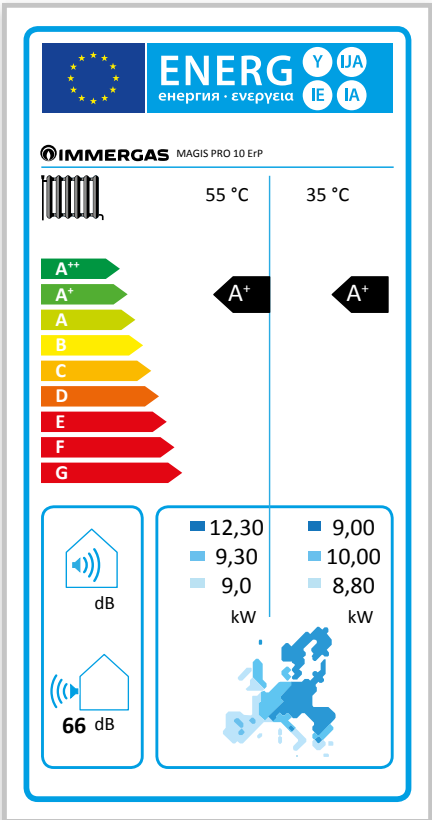 ENERG Y IJA
енергия · ενεργεια IE IA
IMMERGAS MAGIS PRO 10 ErP
55 °C 35 °C
A++
A+ A+ A+
A
B
C
D
E
F
G
12,30 9,00
9,30 10,00
9,0 8,80
kW kW
dB
66 dB